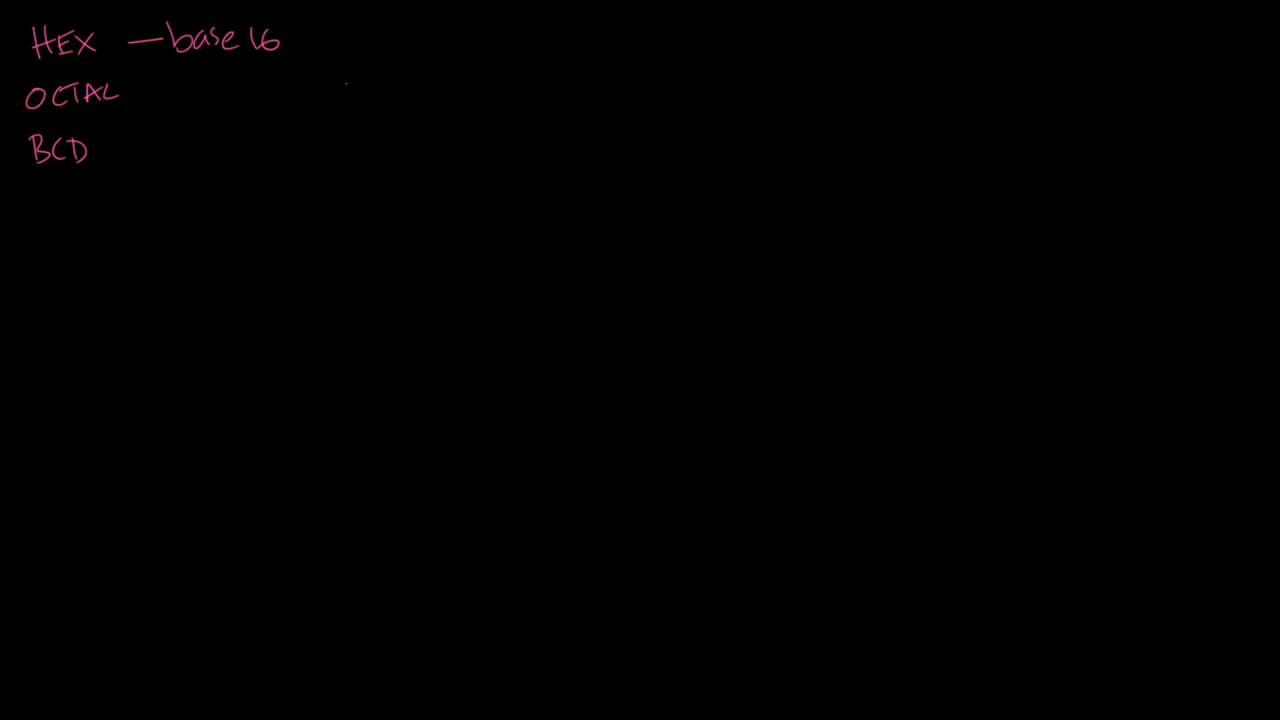 HEX — base 16
OCTAL
BCD